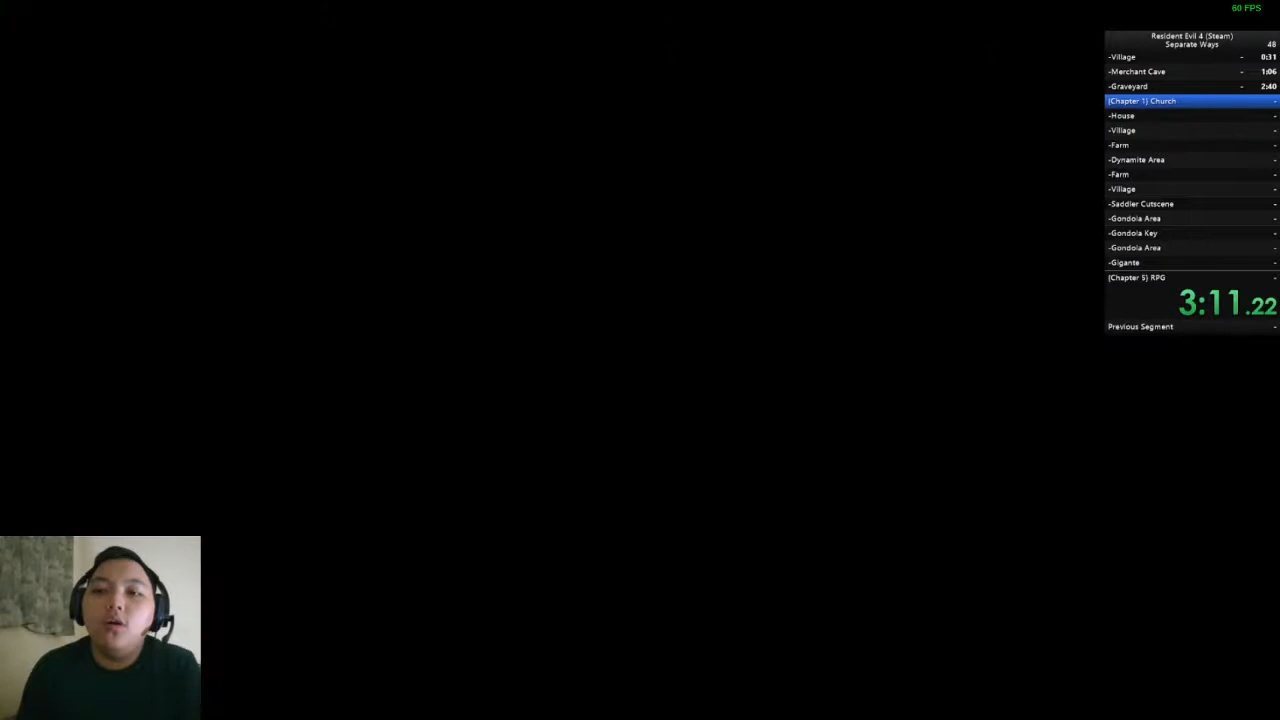 60 FPS
Resident Evil 4 (Steam)
Separate Ways 48
-Village - 0:31
-Merchant Cave - 1:06
-Graveyard - 2:40
(Chapter 1) Church -
-House -
-Village -
-Farm -
-Dynamite Area -
-Farm -
-Village -
-Saddler Cutscene -
-Gondola Area -
-Gondola Key -
-Gondola Area -
-Gigante -
(Chapter 5) RPG -
3:11.22
Previous Segment -